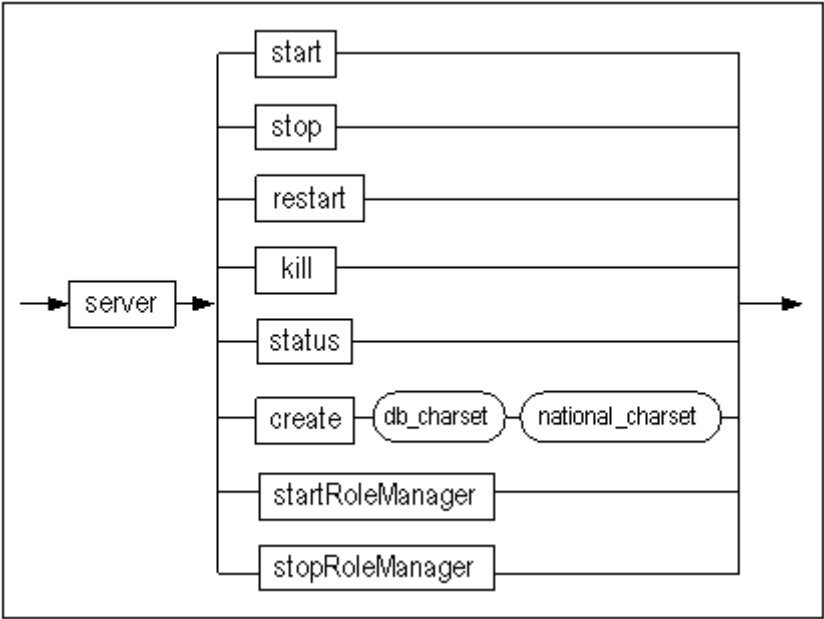 start
stop
restart
kill
server
status
create db_charset national_charset
startRoleManager
stopRoleManager